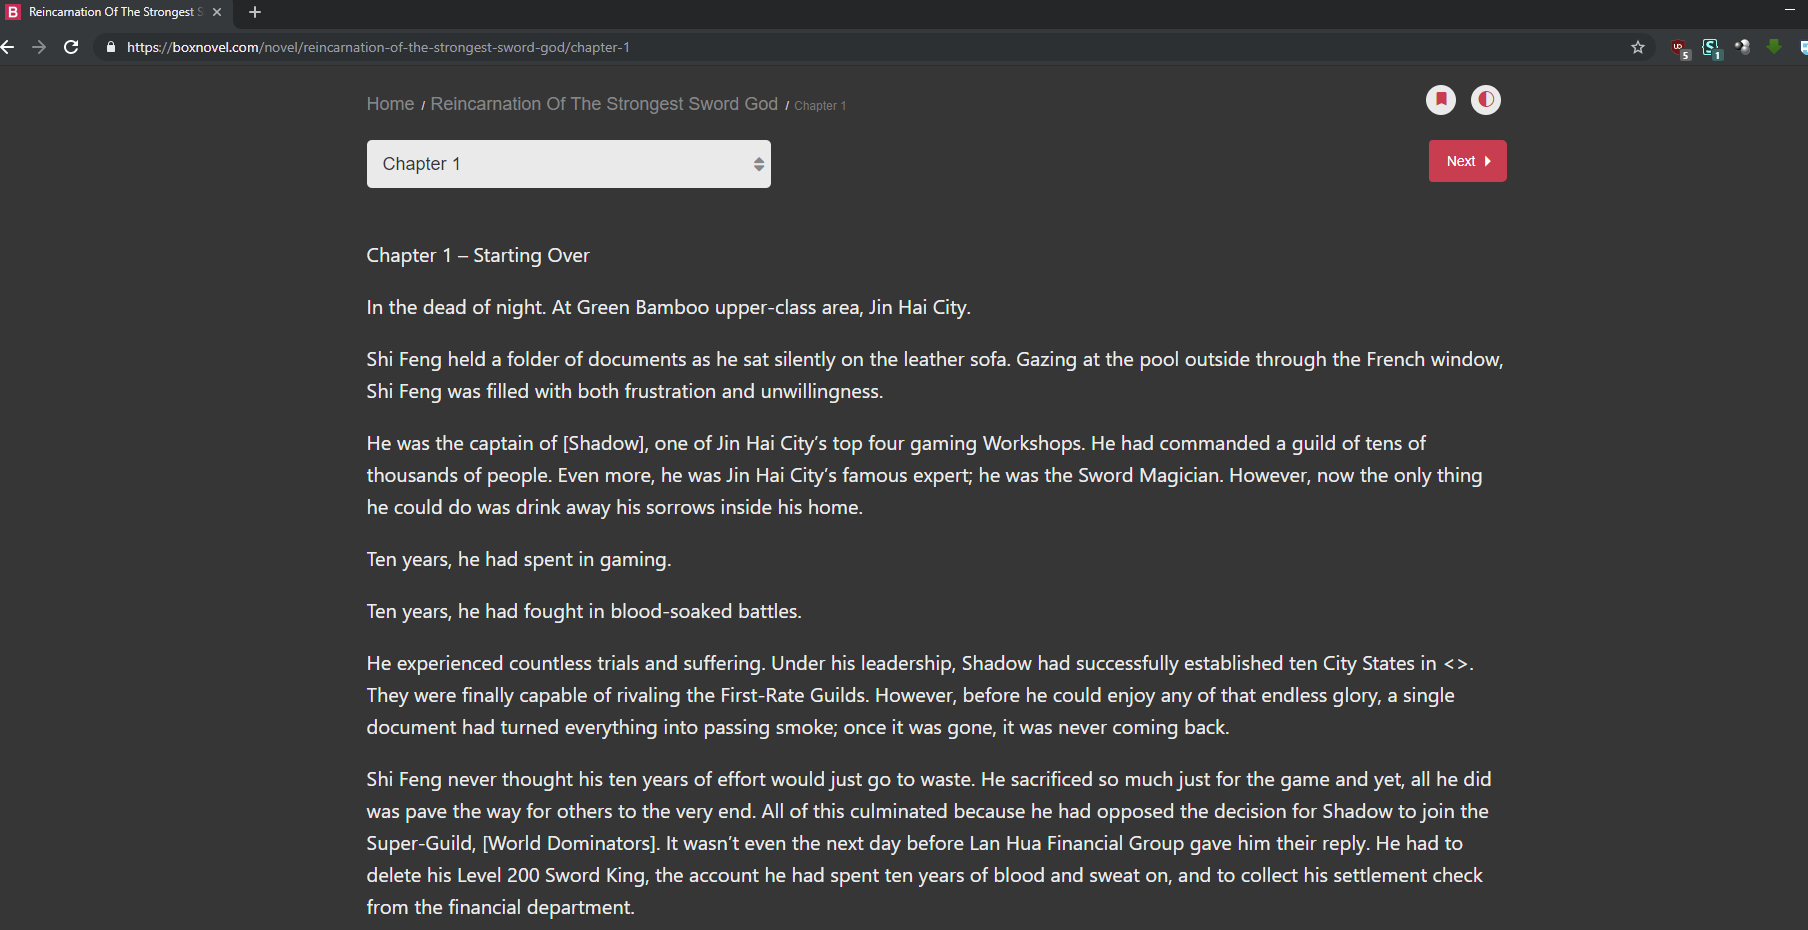 Reincarnation Of The Strongest S
https://boxnovel.com/novel/reincarnation-of-the-strongest-sword-god/chapter-1
5
1
Home / Reincarnation Of The Strongest Sword God / Chapter 1
Chapter 1
Next
Chapter 1 – Starting Over
In the dead of night. At Green Bamboo upper-class area, Jin Hai City.
Shi Feng held a folder of documents as he sat silently on the leather sofa. Gazing at the pool outside through the French window,
Shi Feng was filled with both frustration and unwillingness.
He was the captain of [Shadow], one of Jin Hai City’s top four gaming Workshops. He had commanded a guild of tens of
thousands of people. Even more, he was Jin Hai City’s famous expert; he was the Sword Magician. However, now the only thing
he could do was drink away his sorrows inside his home.
Ten years, he had spent in gaming.
Ten years, he had fought in blood-soaked battles.
He experienced countless trials and suffering. Under his leadership, Shadow had successfully established ten City States in <>.
They were finally capable of rivaling the First-Rate Guilds. However, before he could enjoy any of that endless glory, a single
document had turned everything into passing smoke; once it was gone, it was never coming back.
Shi Feng never thought his ten years of effort would just go to waste. He sacrificed so much just for the game and yet, all he did
was pave the way for others to the very end. All of this culminated because he had opposed the decision for Shadow to join the
Super-Guild, [World Dominators]. It wasn’t even the next day before Lan Hua Financial Group gave him their reply. He had to
delete his Level 200 Sword King, the account he had spent ten years of blood and sweat on, and to collect his settlement check
from the financial department.